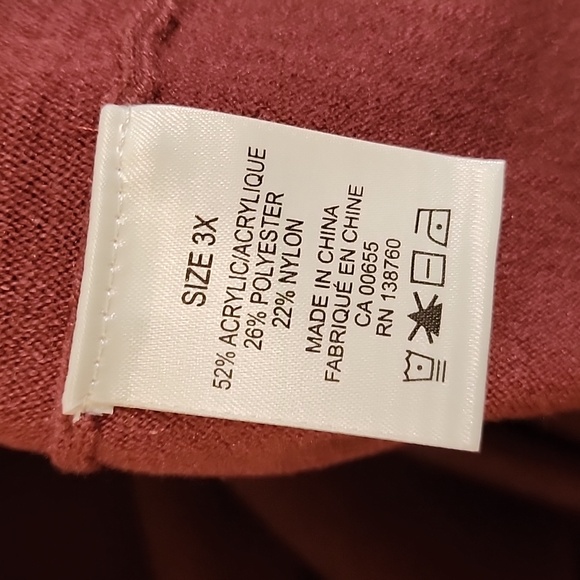 SIZE 3X
52% ACRYLIC/ACRYLIQUE
26% POLYESTER
22% NYLON
MADE IN CHINA
FABRIQUÉ EN CHINE
CA 00655
RN 138760